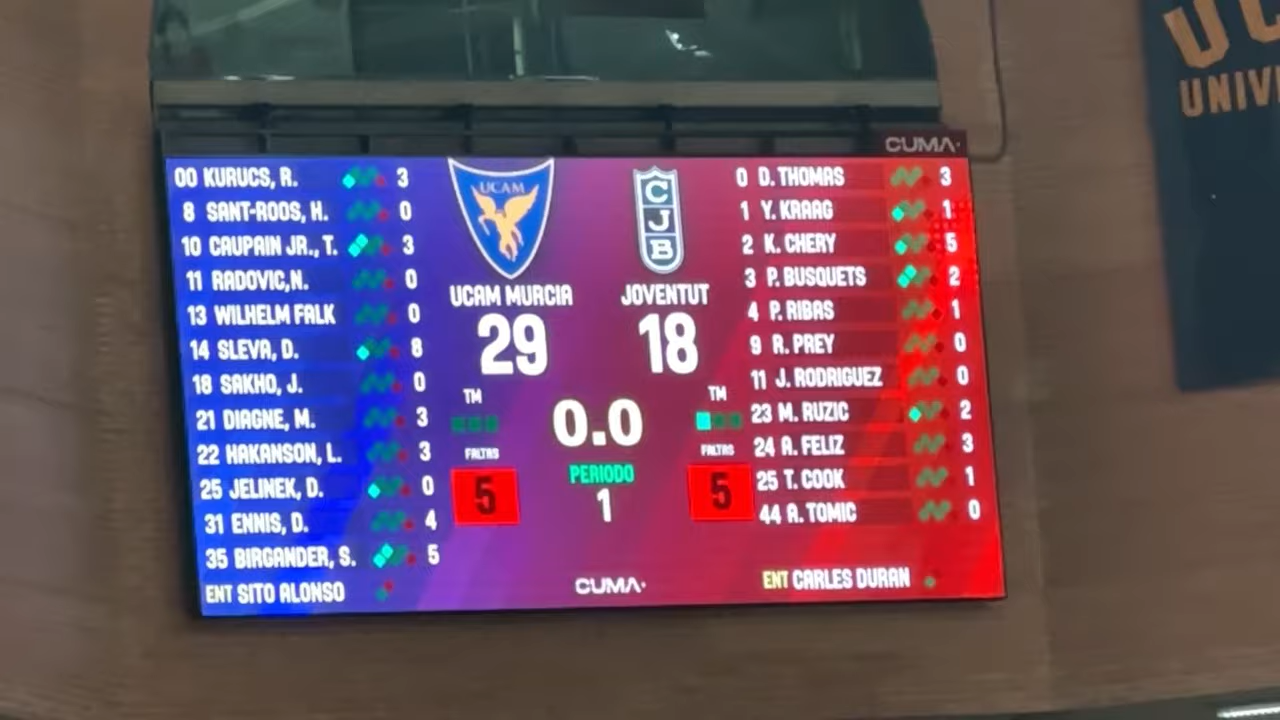 UNIV
CUMA
00 KURUCS, R. 3
8 SANT-ROOS, H. 0
10 CAUPAIN JR., T. 3
11 RADOVIC,N. 0
13 WILHELM FALK 0
14 SLEVA, D. 8
18 SAKHO, J. 0
21 DIAGNE, M. 3
22 HAKANSON, L. 3
25 JELINEK, D. 0
31 ENNIS, D. 4
35 BIRGANDER, S. 5
ENT SITO ALONSO
UCAM
UCAM MURCIA
29
CJB
JOVENTUT
18
TM
TM
0.0
FALTAS
FALTAS
5
PERIODO
1
5
CUMA
0 D. THOMAS 3
1 Y. KRAAG 1
2 K. CHERY 5
3 P. BUSQUETS 2
4 P. RIBAS 1
9 R. PREY 0
11 J. RODRIGUEZ 0
23 M. RUZIC 2
24 A. FELIZ 3
25 T. COOK 1
44 A. TOMIC 0
ENT CARLES DURAN